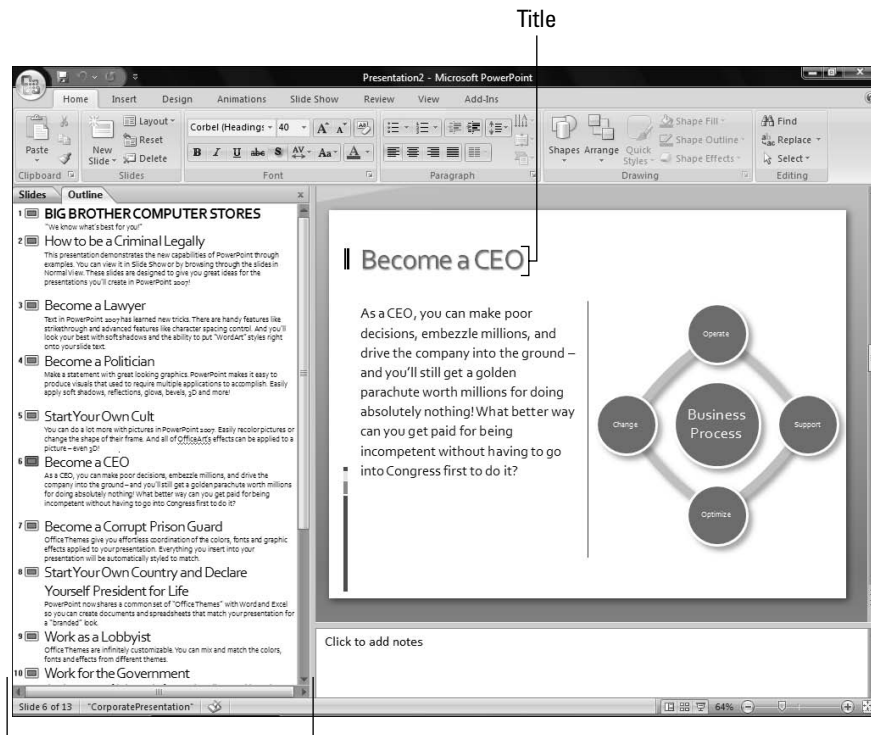 Title
Presentation2 - Microsoft PowerPoint
Home Insert Design Animations Slide Show Review View Add-Ins
Paste
New
Slide
Layout
Reset
Delete
Corbel (Headings 40
B I U abe S AV Aa A
Shapes Arrange Quick
Styles
Shape Fill
Shape Outline
Shape Effects
Find
Replace
Select
Clipboard Slides Font Paragraph Drawing Editing
Slides Outline
1 BIG BROTHER COMPUTER STORES
"We know what's best for you!"
2 How to be a Criminal Legally
This presentation demonstrates the new capabilities of PowerPoint through
examples. You can view it in Slide Show or by browsing through the slides in
Normal View. These slides are designed to give you great ideas for the
presentations you'll create in PowerPoint 2007!
3 Become a Lawyer
Text in PowerPoint 2007 has learned new tricks. There are handy features like
strikethrough and advanced features like character spacing control. And you'll
look your best with soft shadows and the ability to put "WordArt" styles right
onto your slide text.
4 Become a Politician
Make a statement with great looking graphics. PowerPoint makes it easy to
produce visuals that used to require multiple applications to accomplish. Easily
apply soft shadows, reflections, glows, bevels, 3D and more!
5 Start Your Own Cult
You can do a lot more with pictures in PowerPoint 2007. Easily recolor pictures or
change the shape of their frame. And all of OfficeArt's effects can be applied to a
picture – even 3D!
6 Become a CEO
As a CEO, you can make poor decisions, embezzle millions, and drive the
company into the ground – and you'll still get a golden parachute worth millions
for doing absolutely nothing! What better way can you get paid for being
incompetent without having to go into Congress first to do it?
7 Become a Corrupt Prison Guard
Office Themes give you effortless coordination of the colors, fonts and graphic
effects applied to your presentation. Everything you insert into your
presentation will be automatically styled to match.
8 Start Your Own Country and Declare
Yourself President for Life
PowerPoint now shares a common set of "Office Themes" with Word and Excel
so you can create documents and spreadsheets that match your presentation for
a "branded" look.
9 Work as a Lobbyist
Office Themes are infinitely customizable. You can mix and match the colors,
fonts and effects from different themes.
10 Work for the Government
Become a CEO
As a CEO, you can make poor
decisions, embezzle millions, and
drive the company into the ground –
and you'll still get a golden
parachute worth millions for doing
absolutely nothing! What better way
can you get paid for being
incompetent without having to go
into Congress first to do it?
Operate
Change
Business
Process
Support
Optimize
Click to add notes
Slide 6 of 13 "CorporatePresentation" 64%